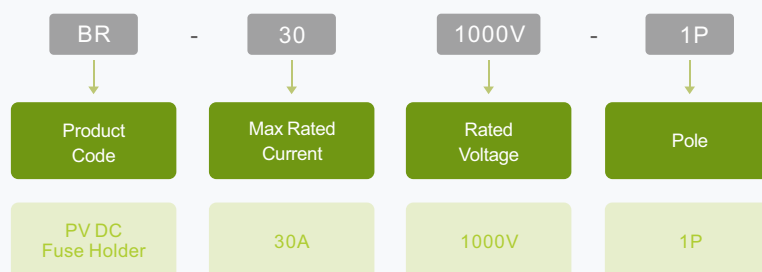 BR - 30 1000V - 1P
Product Code
Max Rated Current
Rated Voltage
Pole
PV DC Fuse Holder
30A
1000V
1P